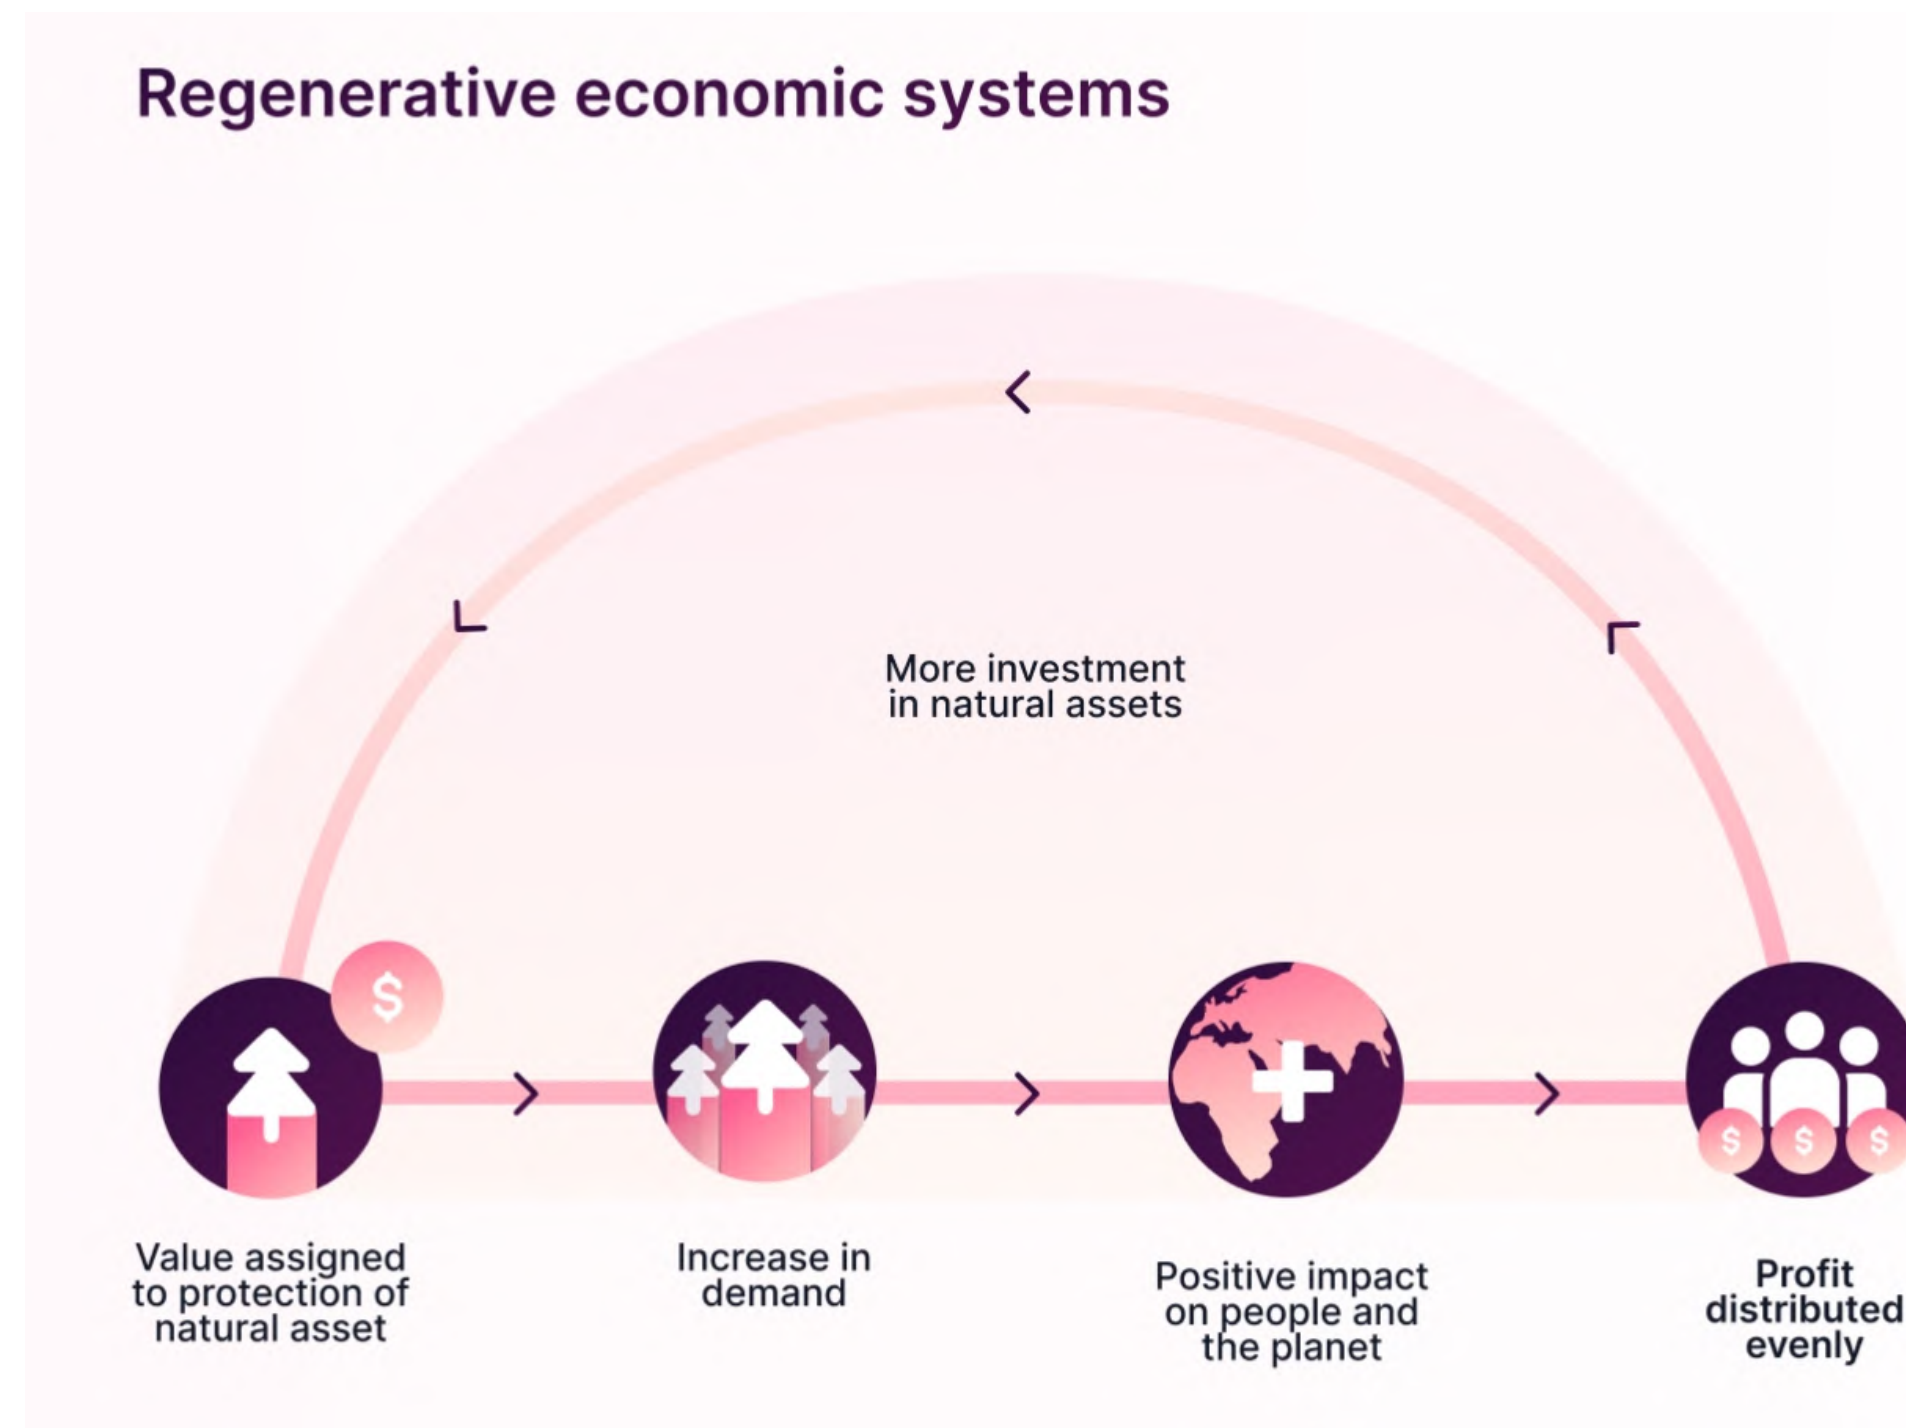 Regenerative economic systems
More investment
in natural assets
$
$ $ $
Value assigned
to protection of
natural asset
Increase in
demand
Positive impact
on people and
the planet
Profit
distributed
evenly